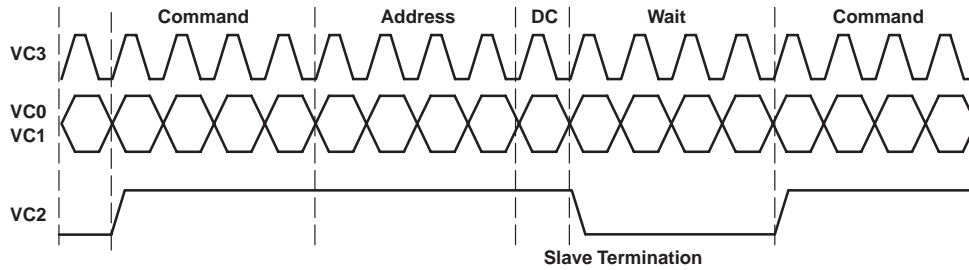 Command Address DC Wait Command
VC3
VC0
VC1
VC2
Slave Termination